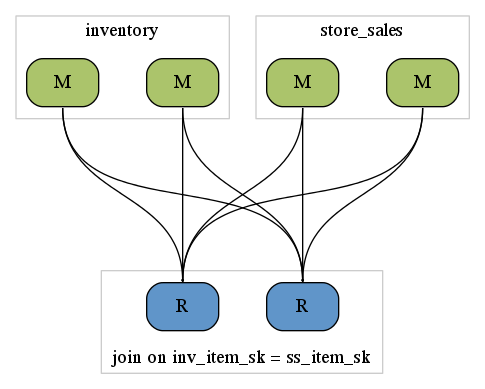 inventory
store_sales
M
M
M
M
R
R
join on inv_item_sk = ss_item_sk